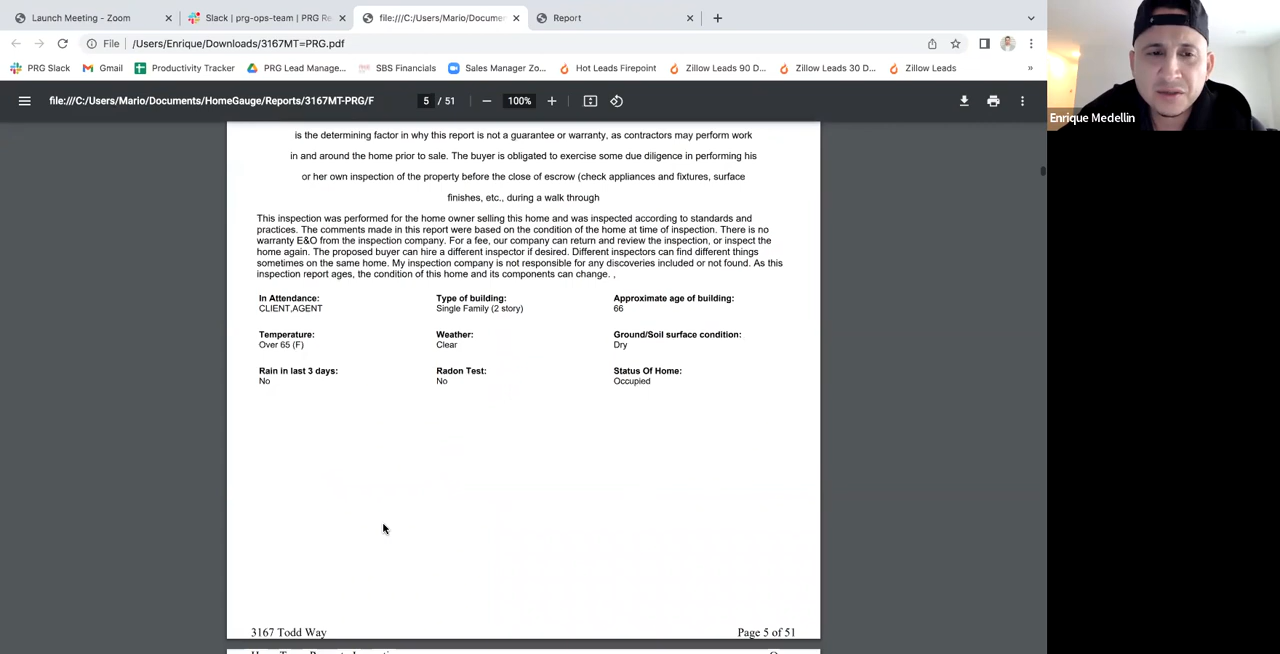 Launch Meeting - Zoom
Slack | prg-ops-team | PRG Re
file:///C:/Users/Mario/Documen
Report
File /Users/Enrique/Downloads/3167MT=PRG.pdf
PRG Slack
Gmail
Productivity Tracker
PRG Lead Manage...
SBS Financials
Sales Manager Zo...
Hot Leads Firepoint
Zillow Leads 90 D...
Zillow Leads 30 D...
Zillow Leads
»
file:///C:/Users/Mario/Documents/HomeGauge/Reports/3167MT-PRG/F
5 / 51
100%
is the determining factor in why this report is not a guarantee or warranty, as contractors may perform work
in and around the home prior to sale. The buyer is obligated to exercise some due diligence in performing his
or her own inspection of the property before the close of escrow (check appliances and fixtures, surface
finishes, etc., during a walk through
This inspection was performed for the home owner selling this home and was inspected according to standards and
practices. The comments made in this report were based on the condition of the home at time of inspection. There is no
warranty E&O from the inspection company. For a fee, our company can return and review the inspection, or inspect the
home again. The proposed buyer can hire a different inspector if desired. Different inspectors can find different things
sometimes on the same home. My inspection company is not responsible for any discoveries included or not found. As this
inspection report ages, the condition of this home and its components can change. ,
In Attendance:
CLIENT,AGENT
Type of building:
Single Family (2 story)
Approximate age of building:
66
Temperature:
Over 65 (F)
Weather:
Clear
Ground/Soil surface condition:
Dry
Rain in last 3 days:
No
Radon Test:
No
Status Of Home:
Occupied
3167 Todd Way
Page 5 of 51
Enrique Medellin